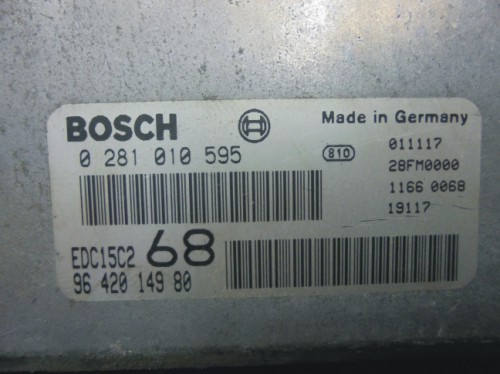 BOSCH
Made in Germany
0 281 010 595
810
011117
28FM0000
1166 0068
19117
EDC15C2 68
96 420 149 80